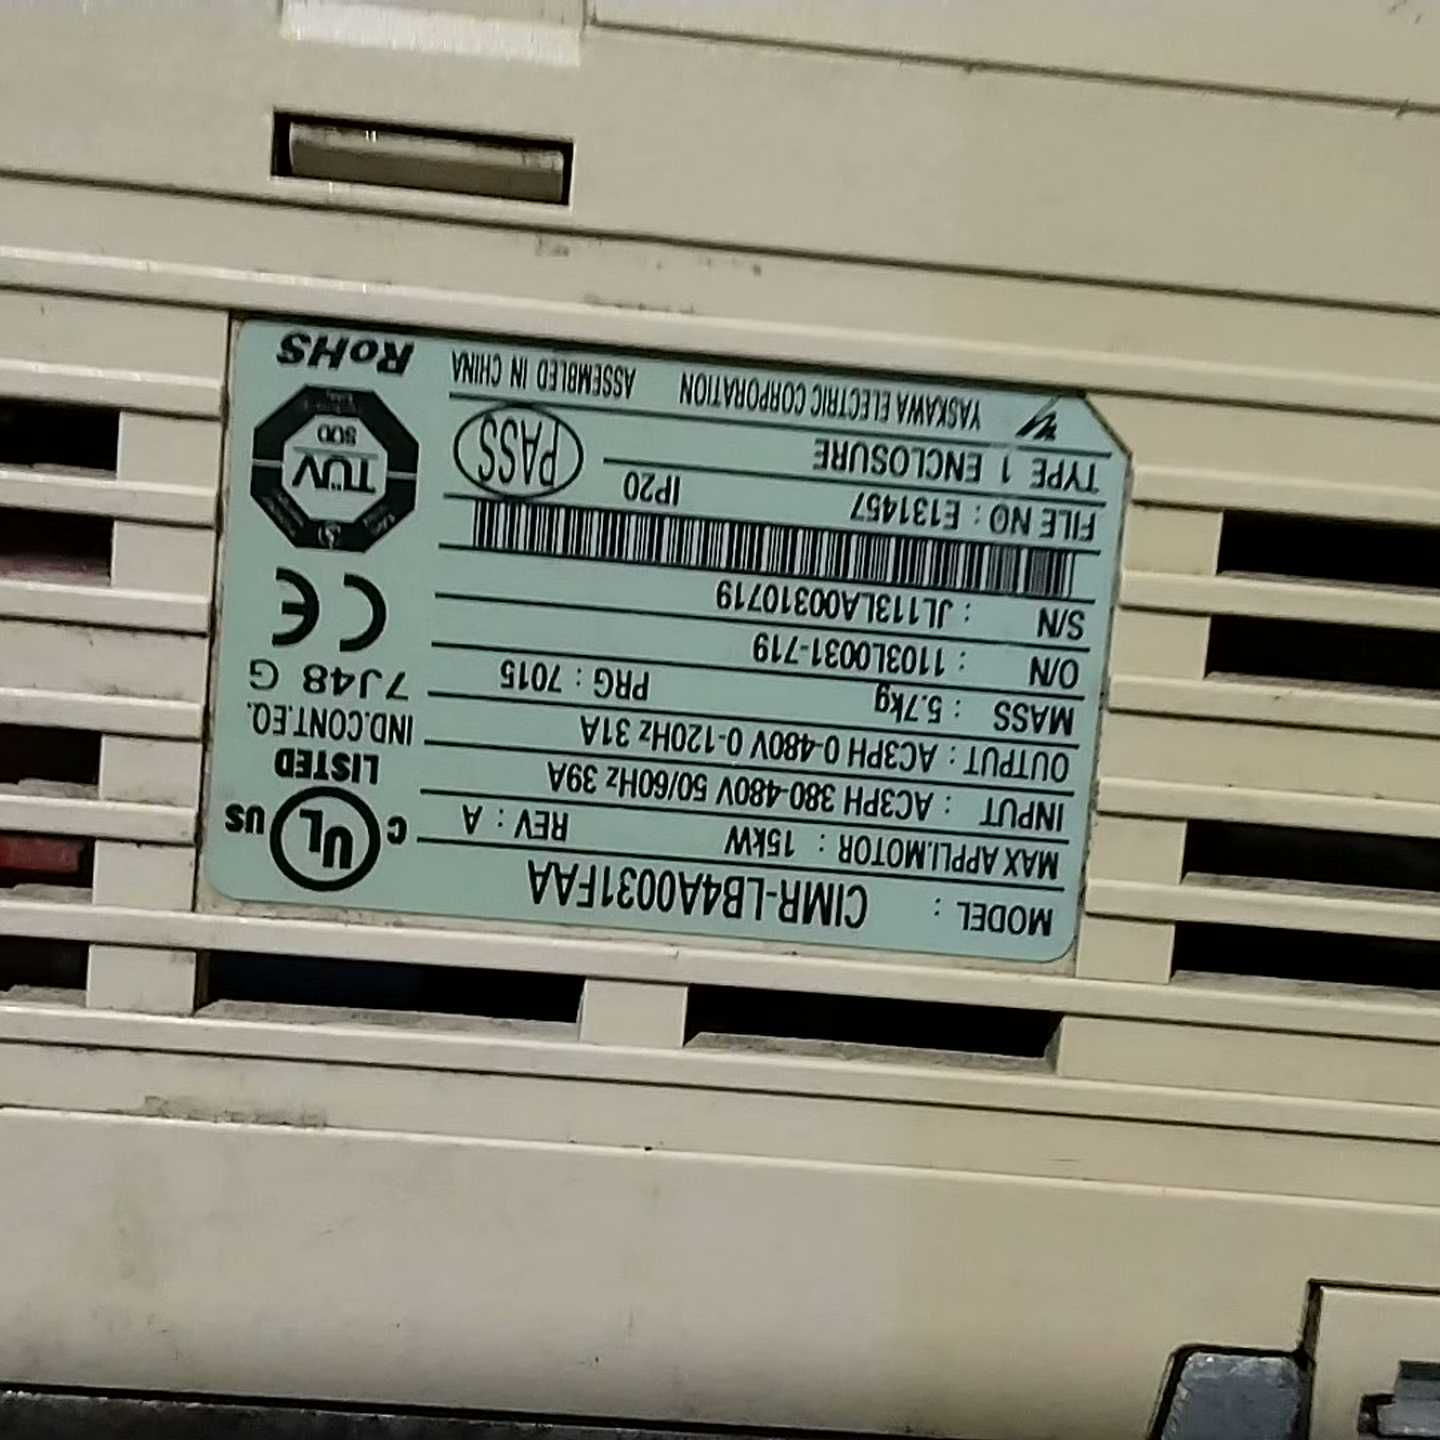 MODEL : CIMR-LB4A0031FAA
MAX APPLI.MOTOR : 15kW REV : A
INPUT : AC3PH 380-480V 50/60Hz 39A
OUTPUT : AC3PH 0-480V 0-120Hz 31A
MASS : 5.7kg PRG : 7015
O/N : 1103L0031-719
S/N : JL113LA00310719
FILE NO : E131457 IP20
TYPE 1 ENCLOSURE
PASS
YASKAWA ELECTRIC CORPORATION ASSEMBLED IN CHINA
C UL US
LISTED
IND.CONT.EQ.
7J48 G
CE
TÜV
SÜD
RoHS